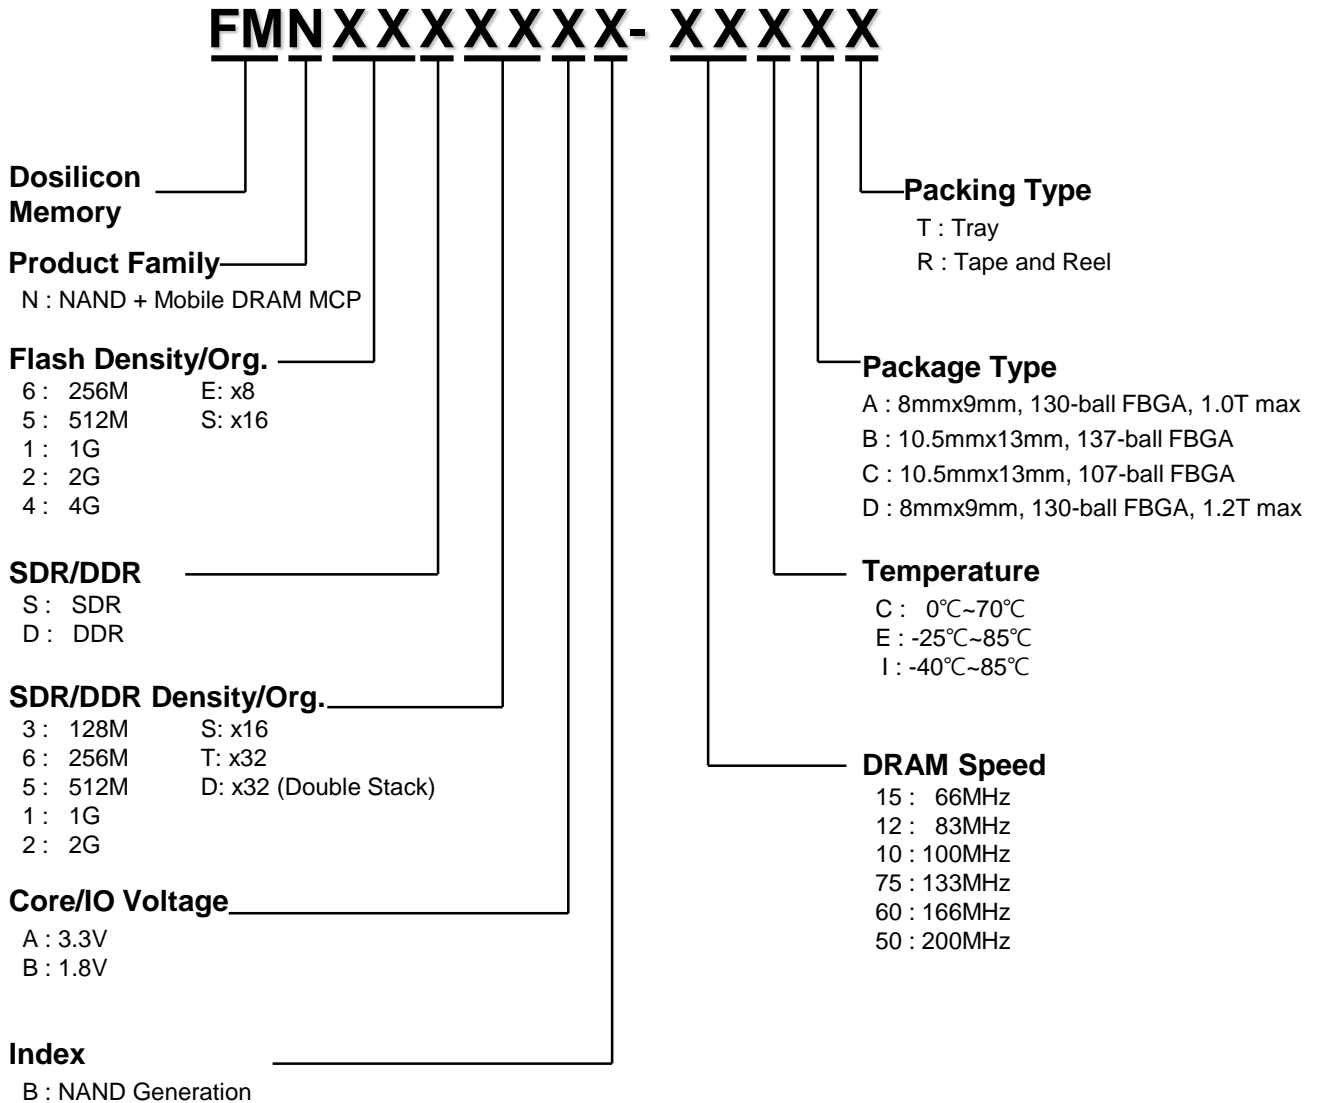 FMNXXXXXXX- XXXXX
Dosilicon
Memory
Product Family
N : NAND + Mobile DRAM MCP
Flash Density/Org.
6 : 256M E: x8
5 : 512M S: x16
1 : 1G
2 : 2G
4 : 4G
SDR/DDR
S : SDR
D : DDR
SDR/DDR Density/Org.
3 : 128M S: x16
6 : 256M T: x32
5 : 512M D: x32 (Double Stack)
1 : 1G
2 : 2G
Core/IO Voltage
A : 3.3V
B : 1.8V
Index
B : NAND Generation
Packing Type
T : Tray
R : Tape and Reel
Package Type
A : 8mmx9mm, 130-ball FBGA, 1.0T max
B : 10.5mmx13mm, 137-ball FBGA
C : 10.5mmx13mm, 107-ball FBGA
D : 8mmx9mm, 130-ball FBGA, 1.2T max
Temperature
C : 0℃~70℃
E : -25℃~85℃
I : -40℃~85℃
DRAM Speed
15 : 66MHz
12 : 83MHz
10 : 100MHz
75 : 133MHz
60 : 166MHz
50 : 200MHz